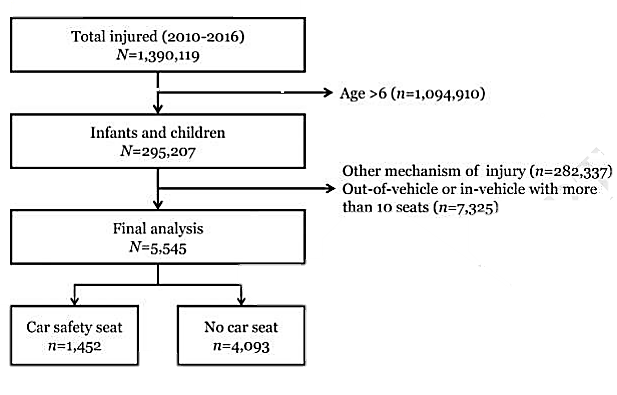 Total injured (2010-2016)
N=1,390,119
Age >6 (n=1,094,910)
Infants and children
N=295,207
Other mechanism of injury (n=282,337)
Out-of-vehicle or in-vehicle with more
than 10 seats (n=7,325)
Final analysis
N=5,545
Car safety seat
n=1,452
No car seat
n=4,093